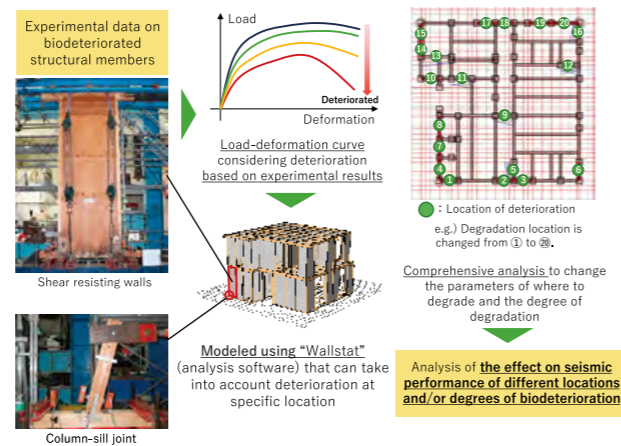 Experimental data on
biodeteriorated
structural members
Shear resisting walls
Column-sill joint
Load
Deteriorated
Deformation
Load-deformation curve
considering deterioration
based on experimental results
Modeled using “Wallstat”
(analysis software) that can take
into account deterioration at
specific location
17 18 19 20
15 16
14 13 12
10 11
9
8
7
4 5 6
1 2 3
: Location of deterioration
e.g.) Degradation location is
changed from ① to ⑳.
Comprehensive analysis to change
the parameters of where to
degrade and the degree of
degradation
Analysis of the effect on seismic
performance of different locations
and/or degrees of biodeterioration